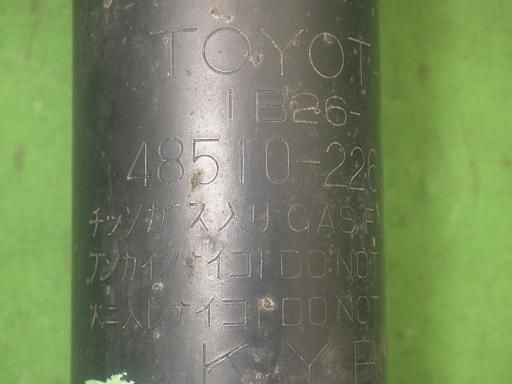 TOYOT
1B26-
48510-226
チッソガス入リ GAS F
ブンカイシナイコト DO NOT
火ニ入レナイコト DO NOT
KYB